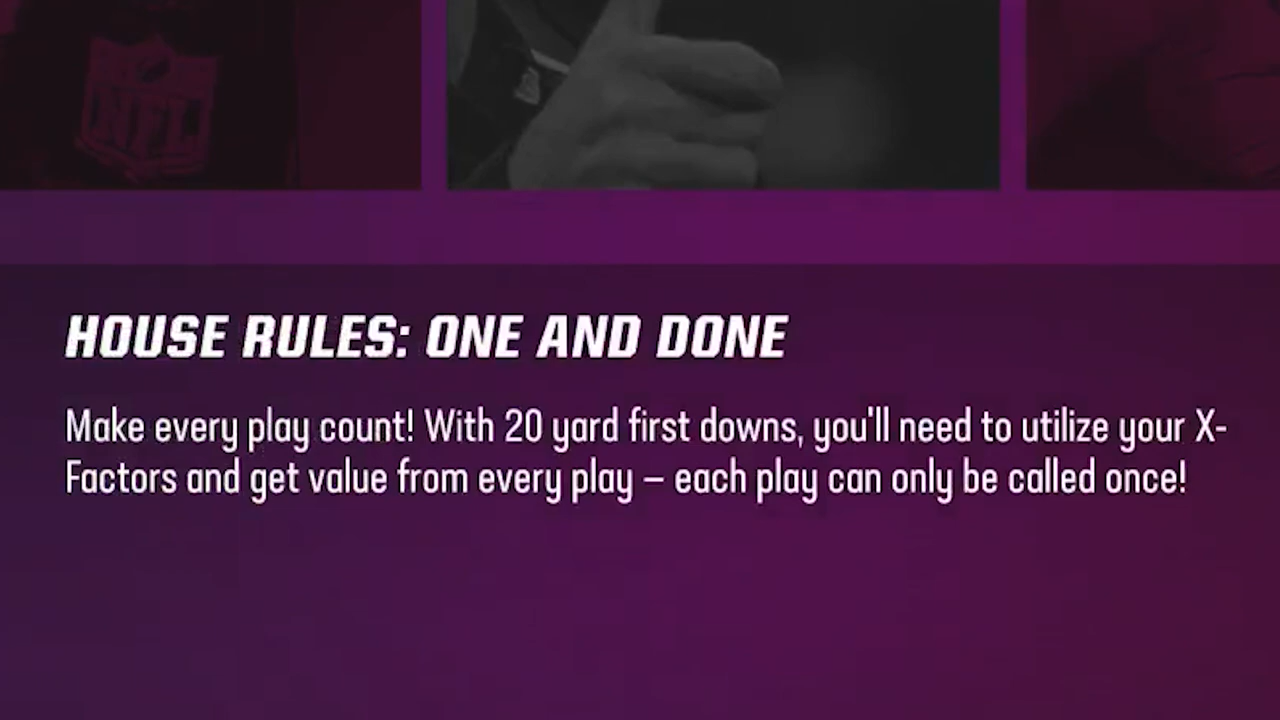 NFL
HOUSE RULES: ONE AND DONE
Make every play count! With 20 yard first downs, you'll need to utilize your X-
Factors and get value from every play – each play can only be called once!